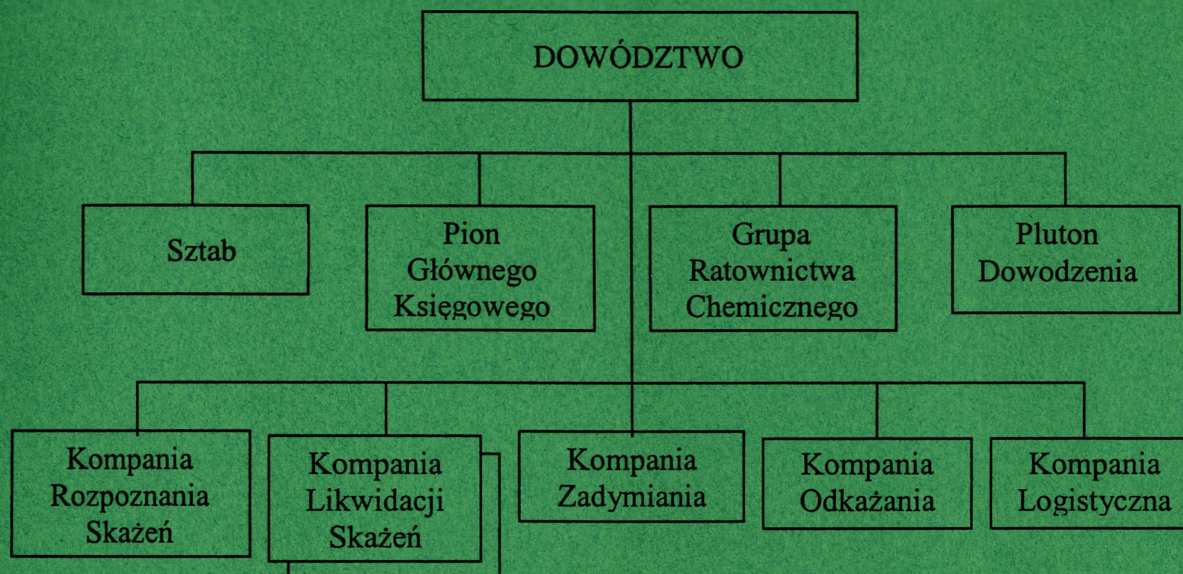 DOWÓDZTWO
Sztab
Pion
Głównego
Księgowego
Grupa
Ratownictwa
Chemicznego
Pluton
Dowodzenia
Kompania
Rozpoznania
Skażeń
Kompania
Likwidacji
Skażeń
Kompania
Zadymiania
Kompania
Odkażania
Kompania
Logistyczna